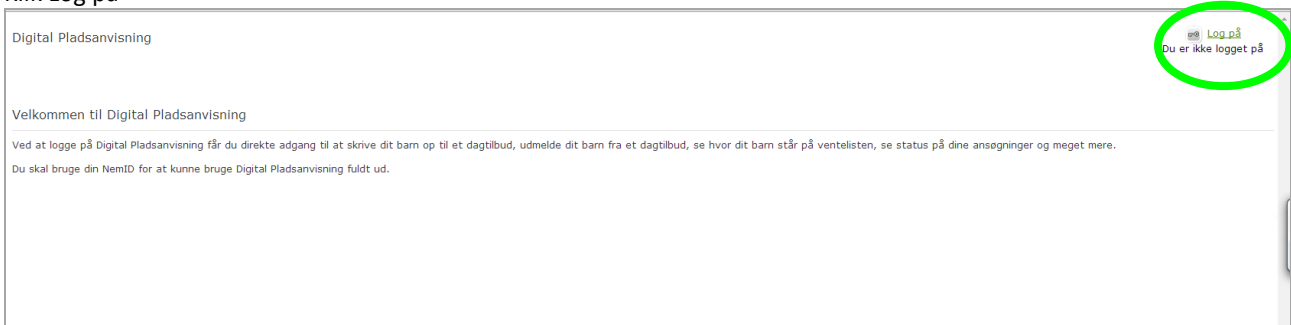 Digital Pladsanvisning
Log på
Du er ikke logget på
Velkommen til Digital Pladsanvisning
Ved at logge på Digital Pladsanvisning får du direkte adgang til at skrive dit barn op til et dagtilbud, udmelde dit barn fra et dagtilbud, se hvor dit barn står på ventelisten, se status på dine ansøgninger og meget mere.
Du skal bruge din NemID for at kunne bruge Digital Pladsanvisning fuldt ud.